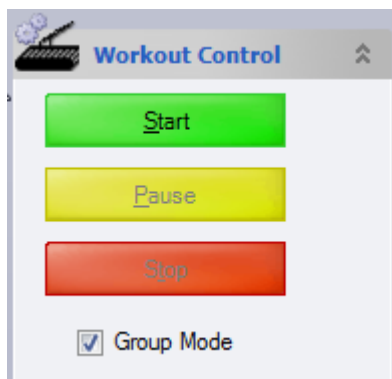 Workout Control
Start
Pause
Stop
Group Mode